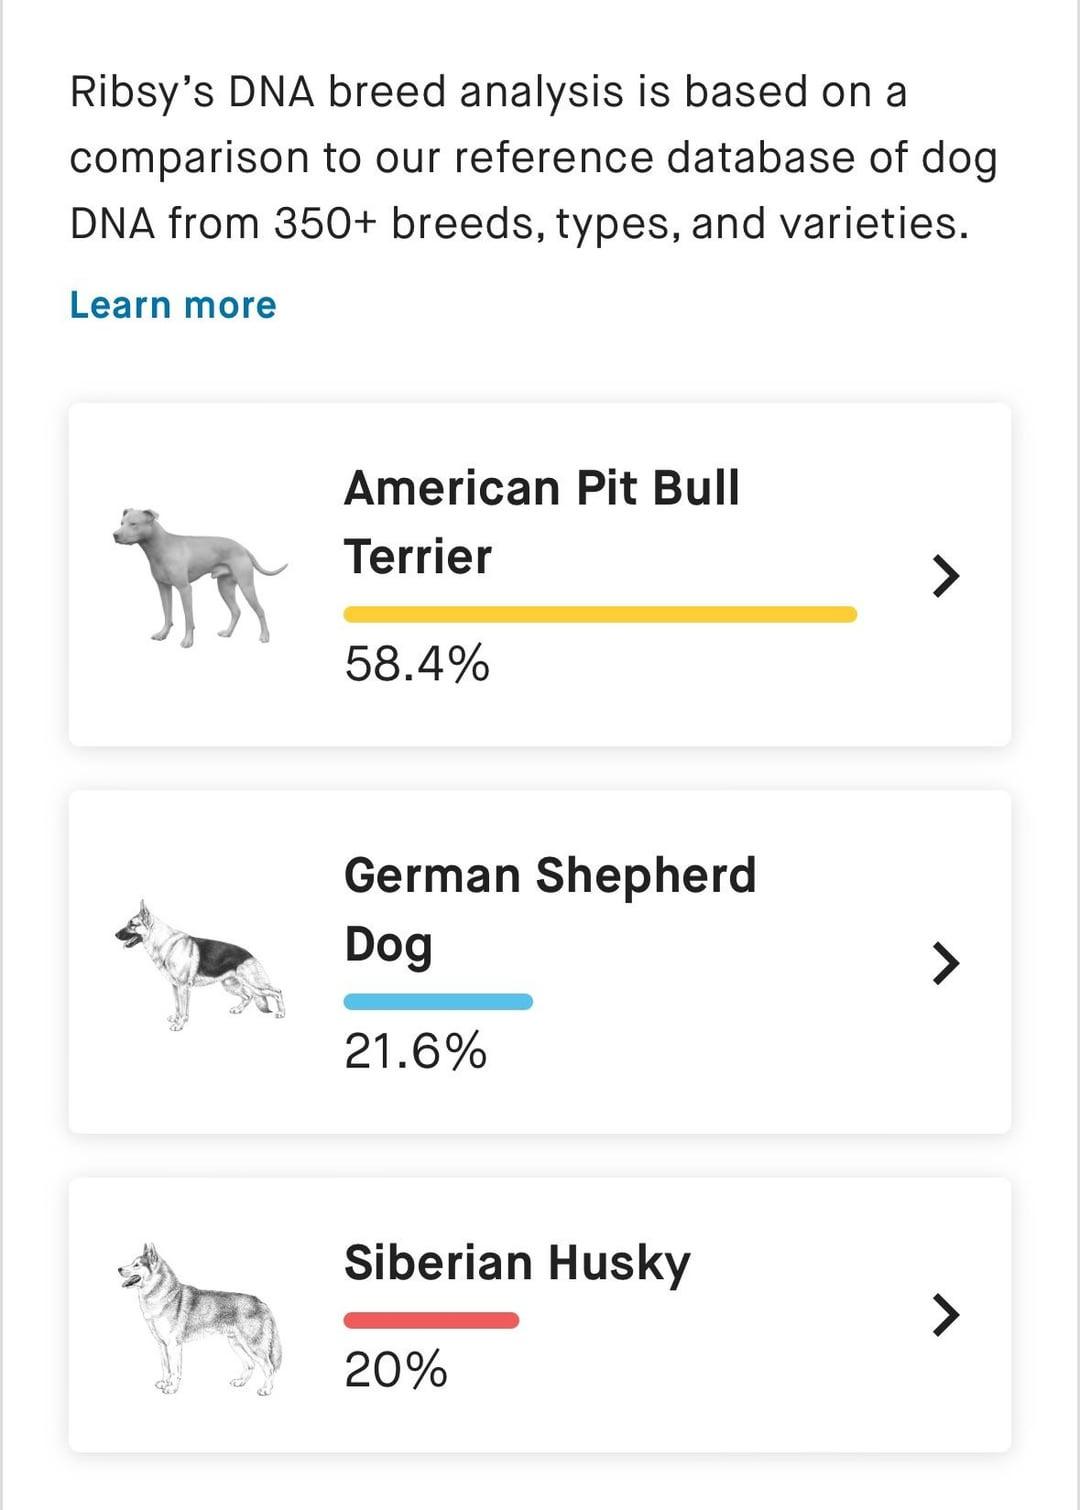 Ribsy’s DNA breed analysis is based on a
comparison to our reference database of dog
DNA from 350+ breeds, types, and varieties.
Learn more
American Pit Bull
Terrier
58.4%
German Shepherd
Dog
21.6%
Siberian Husky
20%